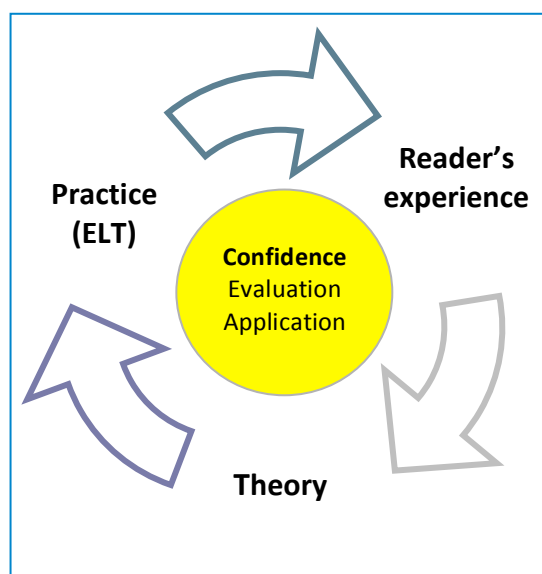 Reader’s
experience
Practice
(ELT)
Confidence
Evaluation
Application
Theory